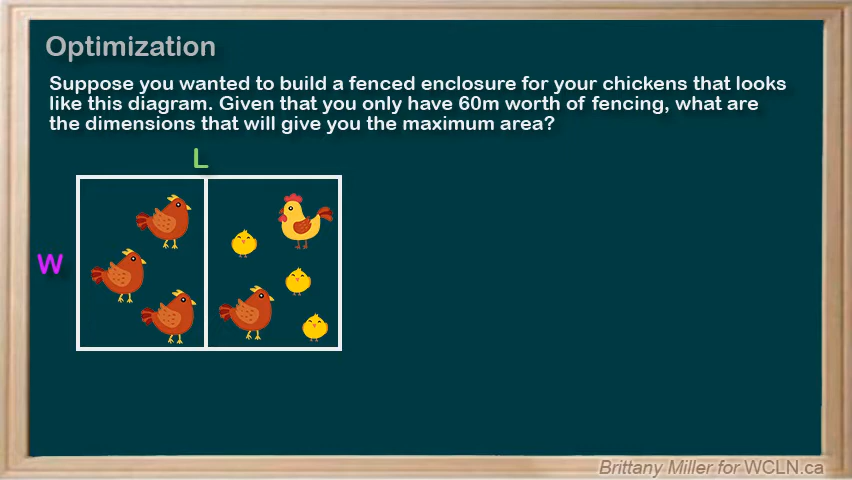 Optimization
Suppose you wanted to build a fenced enclosure for your chickens that looks
like this diagram. Given that you only have 60m worth of fencing, what are
the dimensions that will give you the maximum area?
L
W
Brittany Miller for WCLN.ca